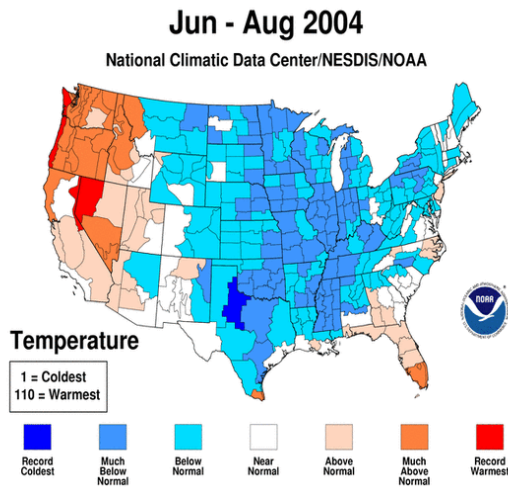 Jun - Aug 2004
National Climatic Data Center/NESDIS/NOAA
NOAA
Temperature
1 = Coldest
110 = Warmest
Record Coldest
Much Below Normal
Below Normal
Near Normal
Above Normal
Much Above Normal
Record Warmest